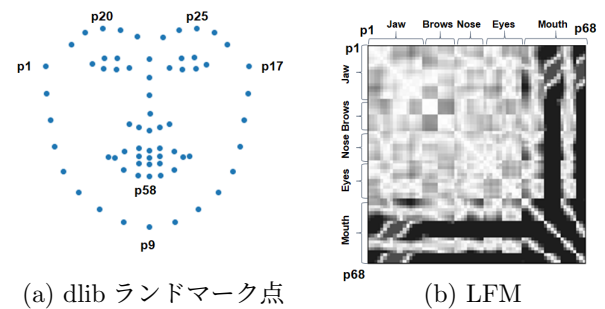 p20
p25
p1
p17
p58
p9
p1
Jaw
Brows
Nose
Eyes
Mouth
p68
Jaw
Brows
Nose
Eyes
Mouth
p68
(a) dlib ランドマーク点
(b) LFM